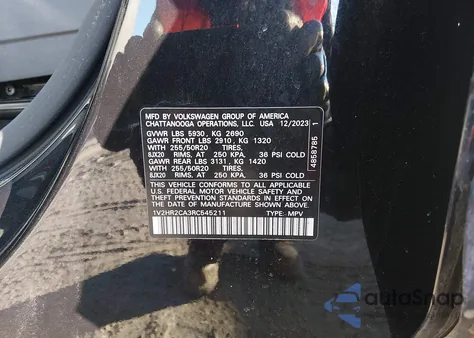 MFD BY VOLKSWAGEN GROUP OF AMERICA
CHATTANOOGA OPERATIONS, LLC. USA 12/2023
GVWR LBS 5930, KG 2690
GAWR FRONT LBS 2910, KG 1320
WITH 255/50R20 TIRES,
8JX20 RIMS, AT 250 KPA, 36 PSI COLD
GAWR REAR LBS 3131, KG 1420
WITH 255/50R20 TIRES,
8JX20 RIMS, AT 250 KPA, 36 PSI COLD
THIS VEHICLE CONFORMS TO ALL APPLICABLE
U.S. FEDERAL MOTOR VEHICLE SAFETY
STANDARDS IN EFFECT ON THE DATE OF
MANUFACTURE SHOWN ABOVE.
1V2HR2CA3RC545211 TYPE: MPV
4858785 1
autoSnap